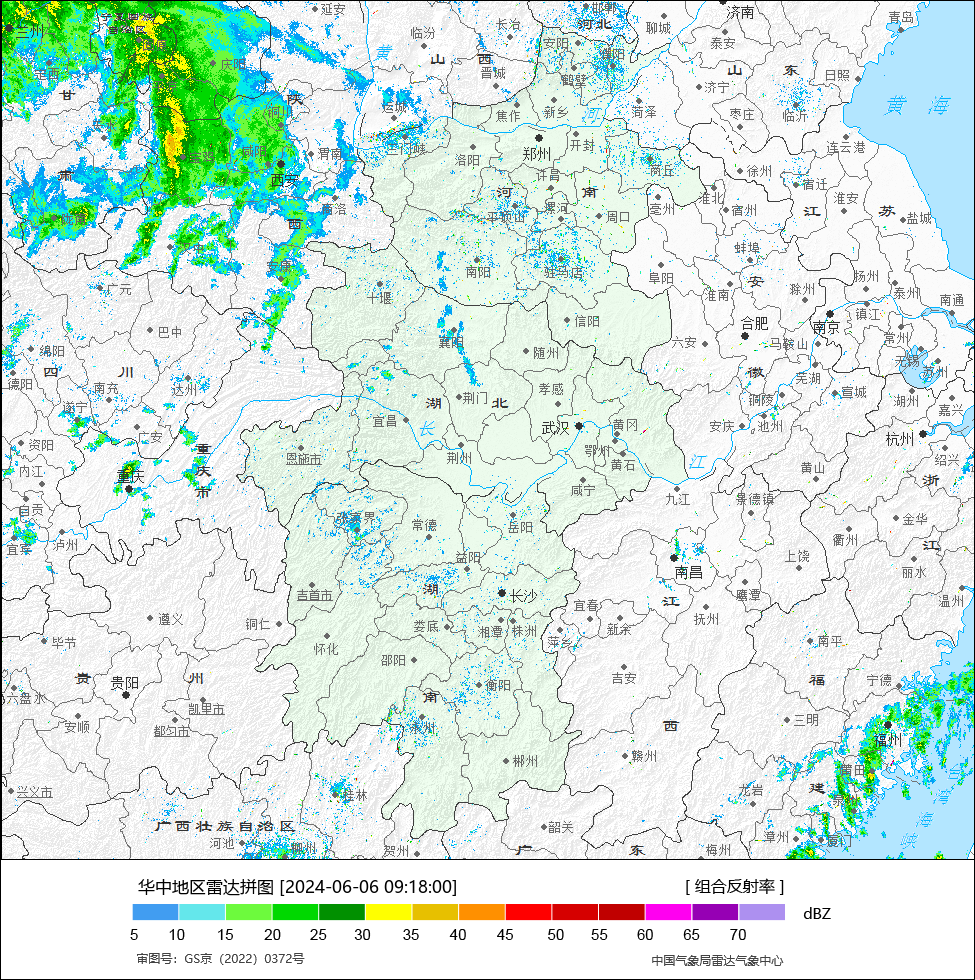 延安
邯郸
聊城
济南
青岛
兰州
临汾
长治
河北
黄
泰安
安阳
濮阳
山 西
晋城
定西
庆阳
山 东
日照
鹤壁
甘
陕
运城
济宁
菏泽
临沂
黄 海
焦作
新乡
河
枣庄
三门峡
开封
郑州
连云港
咸阳
渭南
洛阳
商丘
徐州
肃
西安
许昌
宿迁
河 南
淮北
宿州
淮安
商洛
平顶山
漯河
周口
亳州
江 苏
盐城
西
蚌埠
安康
南阳
驻马店
阜阳
安
扬州
广元
十堰
淮南
滁州
泰州
南通
镇江
巴中
信阳
合肥
南京
常州
绵阳
襄阳
随州
六安
马鞍山
无锡
苏州
四 川
德阳
南充
达州
孝感
徽
芜湖
宣城
湖州
遂宁
湖 北
荆门
铜陵
嘉兴
宜昌
长
武汉
黄冈
安庆
池州
杭州
广安
资阳
重庆市
恩施市
荆州
鄂州
黄石
江
绍兴
内江
重庆
黄山
浙
咸宁
九江
景德镇
自贡
张家界
常德
岳阳
金华
衢州
宜宾
泸州
益阳
上饶
江
南昌
丽水
吉首市
湖
长沙
鹰潭
温州
宜春
江
遵义
铜仁
娄底
湘潭
株洲
新余
抚州
毕节
怀化
萍乡
南平
邵阳
贵 州
贵阳
吉安
福
宁德
六盘水
南
衡阳
凯里市
安顺
都匀市
永州
西
三明
福州
郴州
赣州
莆田
兴义市
桂林
龙岩
建
泉州
海
广西壮族自治区
韶关
漳州
厦门
峡
河池
柳州
贺州
广 东
梅州
华中地区雷达拼图 [2024-06-06 09:18:00]
[ 组合反射率 ]
dBZ
5 10 15 20 25 30 35 40 45 50 55 60 65 70
审图号：GS京（2022）0372号
中国气象局雷达气象中心